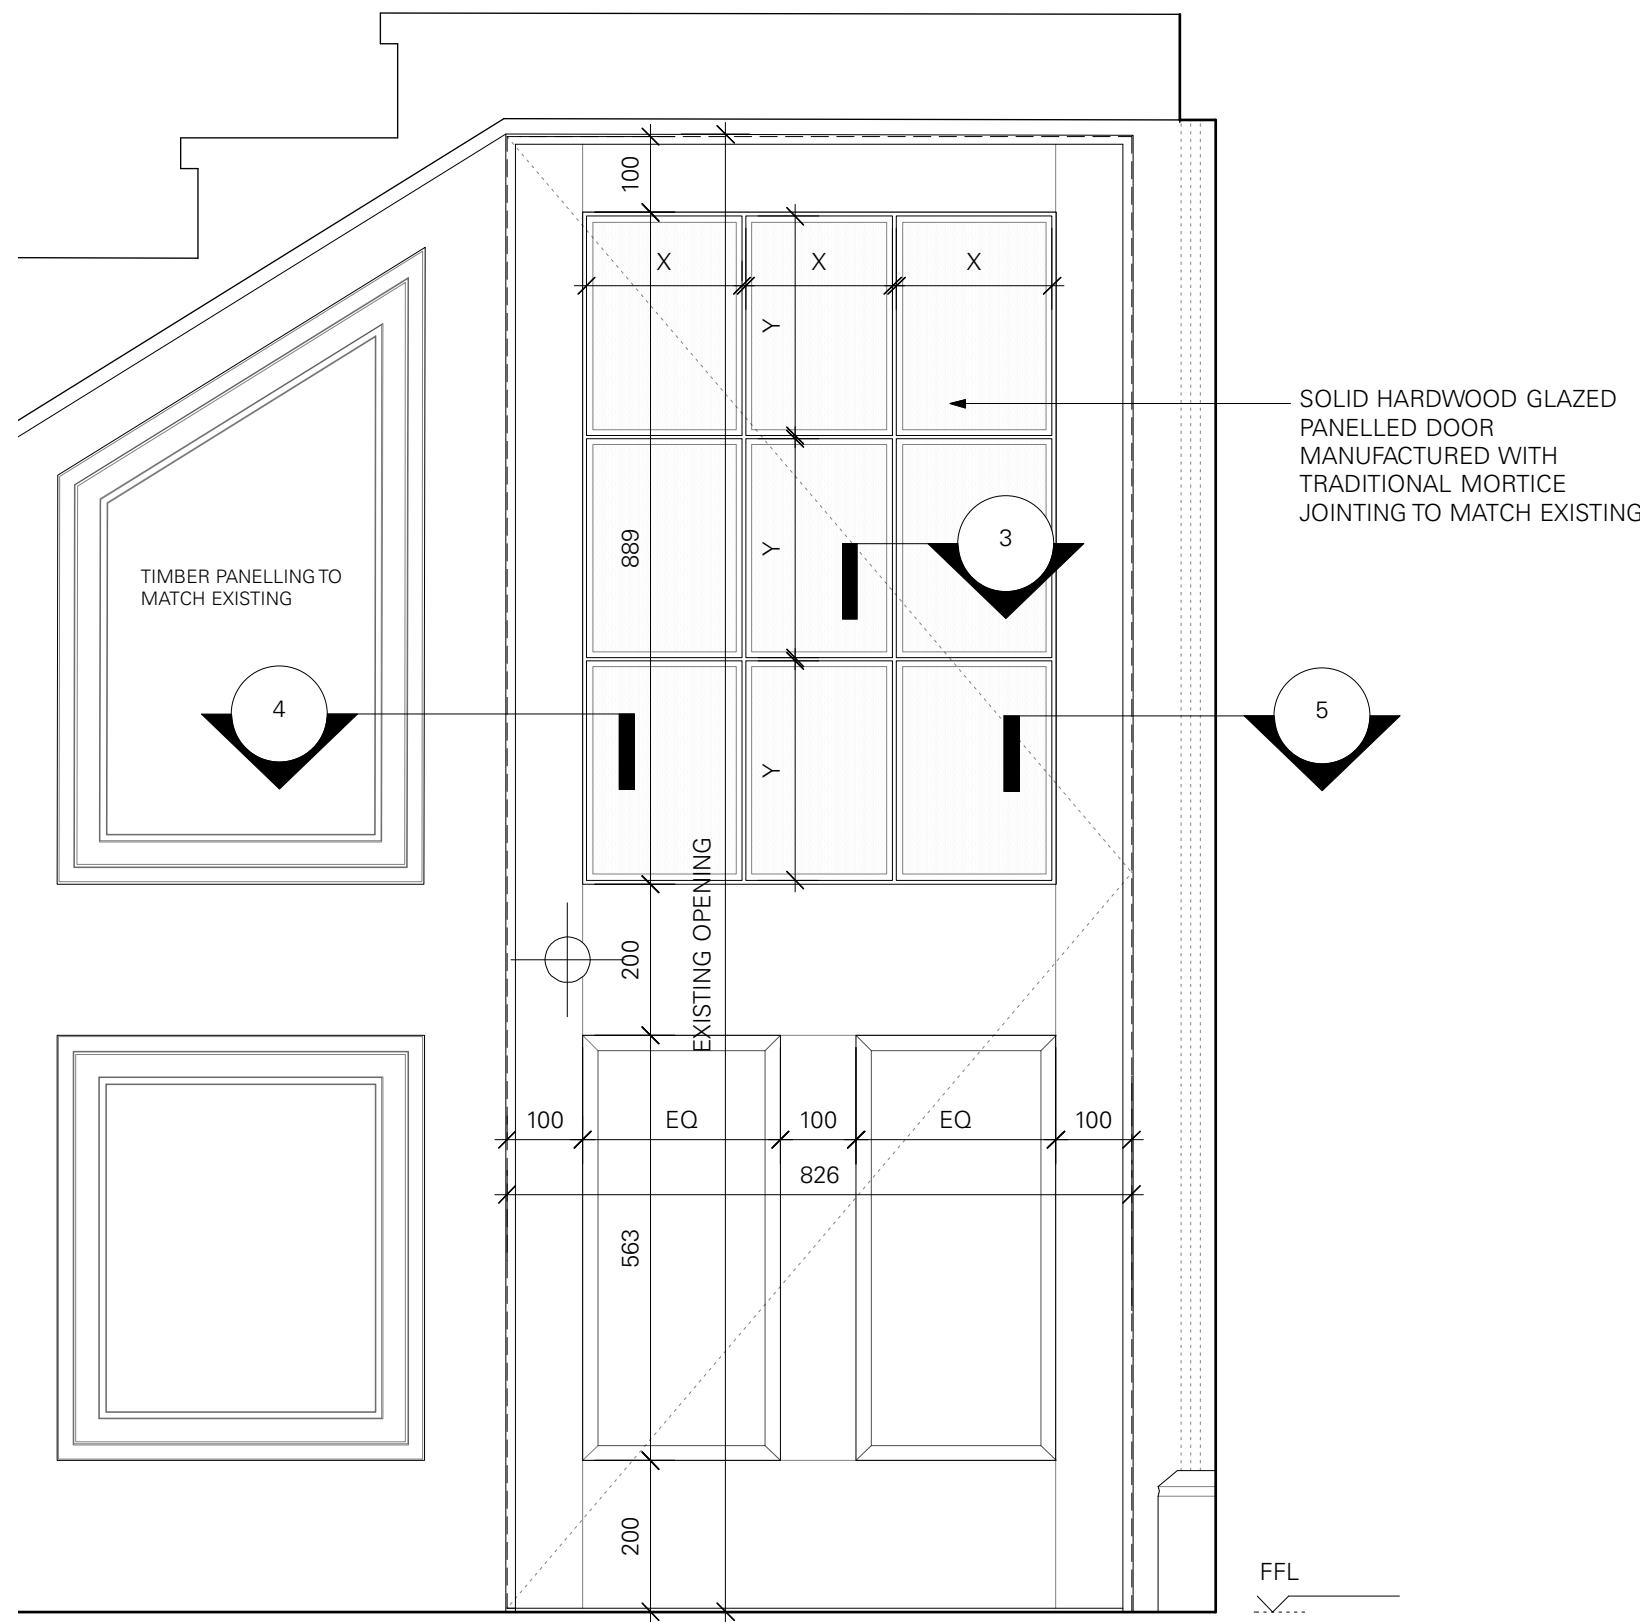 100
X X X
Y
SOLID HARDWOOD GLAZED
PANELLED DOOR
MANUFACTURED WITH
TRADITIONAL MORTICE
JOINTING TO MATCH EXISTING
3
889
Y
TIMBER PANELLING TO
MATCH EXISTING
4
5
Y
EXISTING OPENING
200
100 EQ 100 EQ 100
826
563
200
FFL